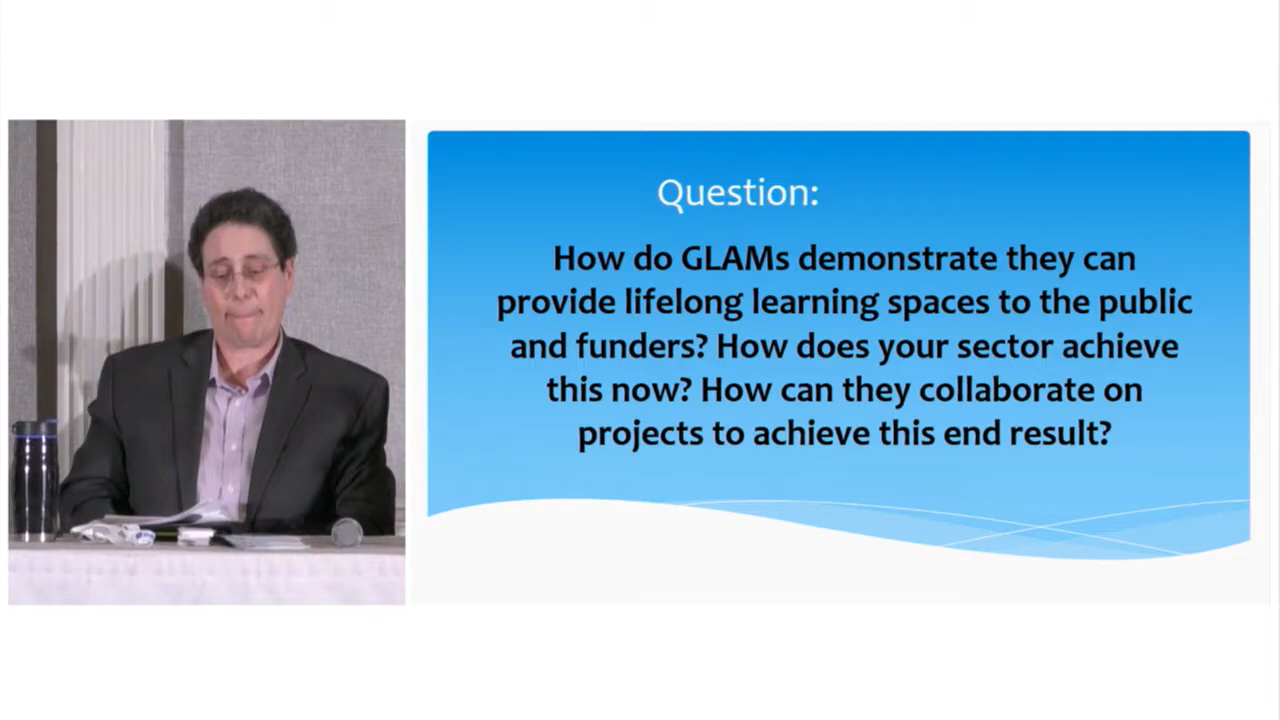 Question:
How do GLAMs demonstrate they can
provide lifelong learning spaces to the public
and funders? How does your sector achieve
this now? How can they collaborate on
projects to achieve this end result?